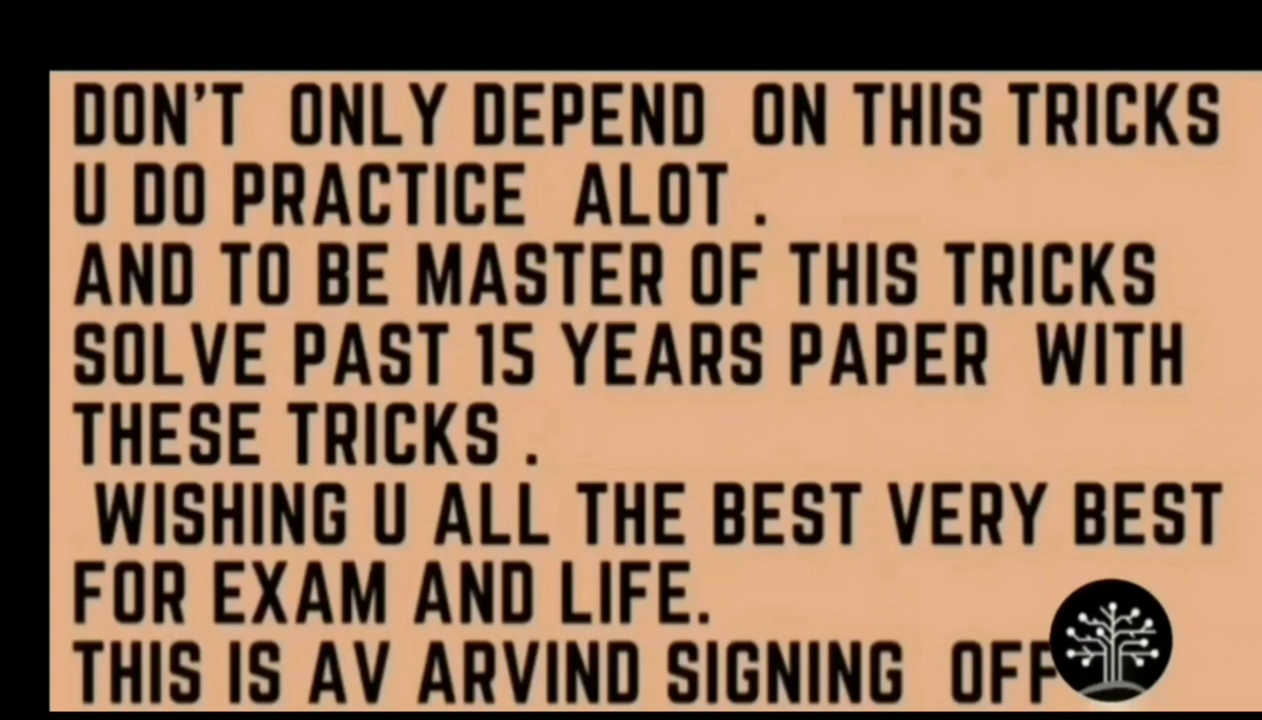 DON'T ONLY DEPEND ON THIS TRICKS
U DO PRACTICE ALOT .
AND TO BE MASTER OF THIS TRICKS
SOLVE PAST 15 YEARS PAPER WITH
THESE TRICKS .
WISHING U ALL THE BEST VERY BEST
FOR EXAM AND LIFE.
THIS IS AV ARVIND SIGNING OFF